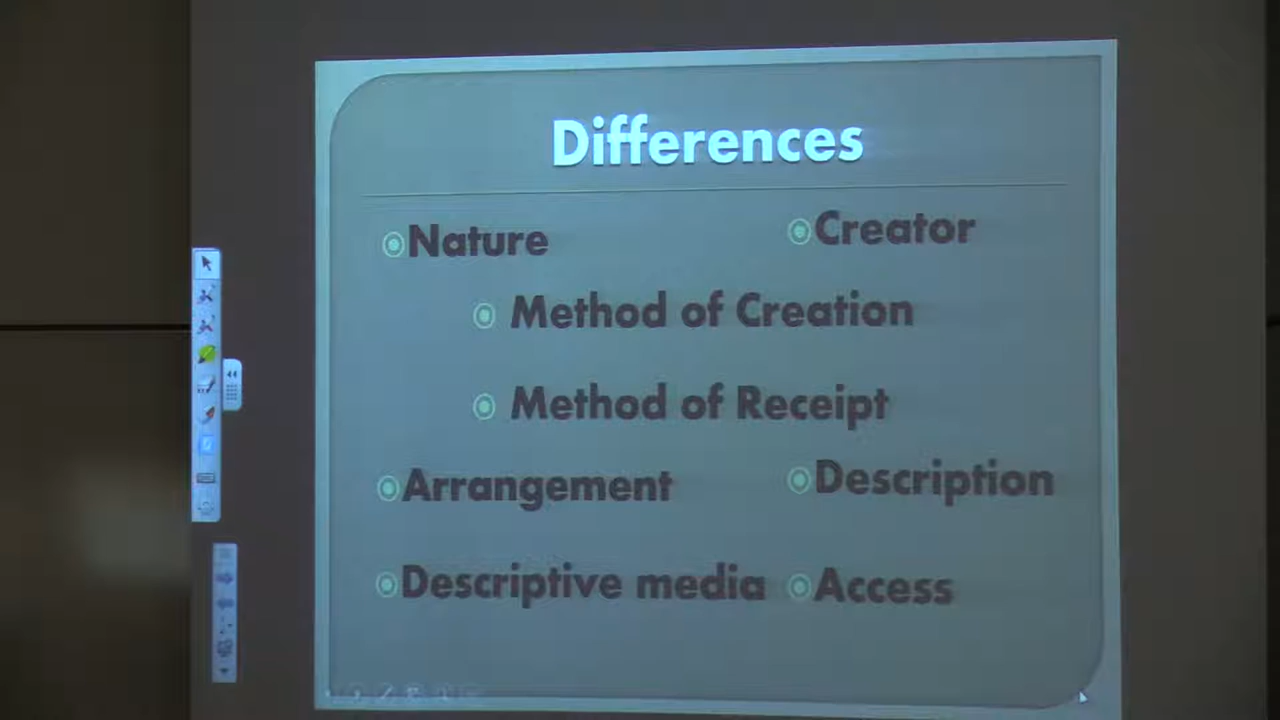 Differences
Nature
Creator
Method of Creation
Method of Receipt
Arrangement
Description
Descriptive media
Access